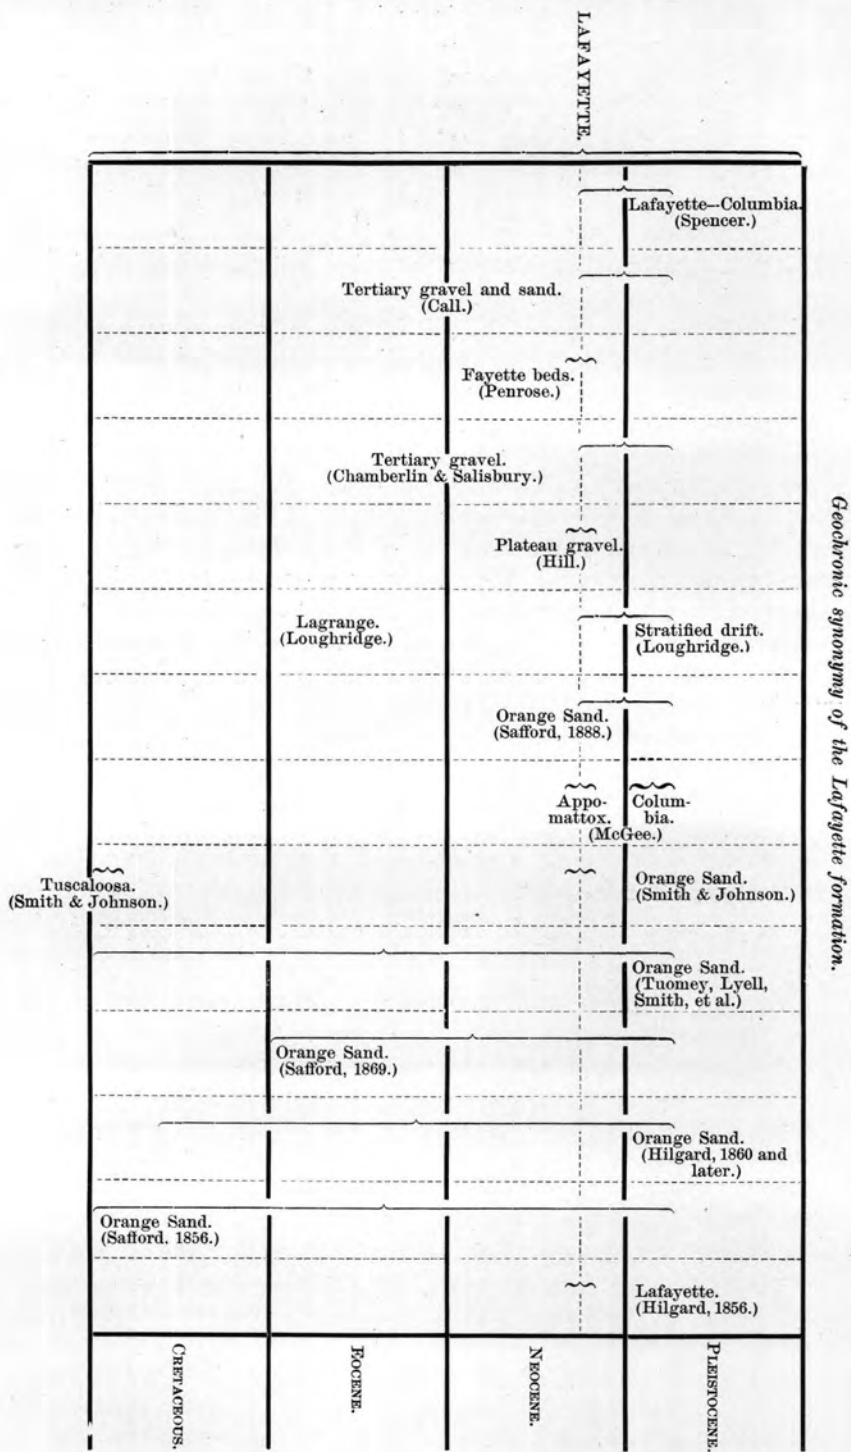 Geochronic synonymy of the Lafayette formation.
LAFAYETTE.
Lafayette—Columbia.
(Spencer.)
Tertiary gravel and sand.
(Call.)
Fayette beds.
(Penrose.)
Tertiary gravel.
(Chamberlin & Salisbury.)
Plateau gravel.
(Hill.)
Lagrange.
(Loughridge.)
Stratified drift.
(Loughridge.)
Orange Sand.
(Safford, 1888.)
Appo-
mattox.
Colum-
bia.
(McGee.)
Tuscaloosa.
(Smith & Johnson.)
Orange Sand.
(Smith & Johnson.)
Orange Sand.
(Tuomey, Lyell,
Smith, et al.)
Orange Sand.
(Safford, 1869.)
Orange Sand.
(Hilgard, 1860 and
later.)
Orange Sand.
(Safford. 1856.)
Lafayette.
(Hilgard, 1856.)
CRETACEOUS.
EOCENE.
NEOCENE.
PLEISTOCENE.